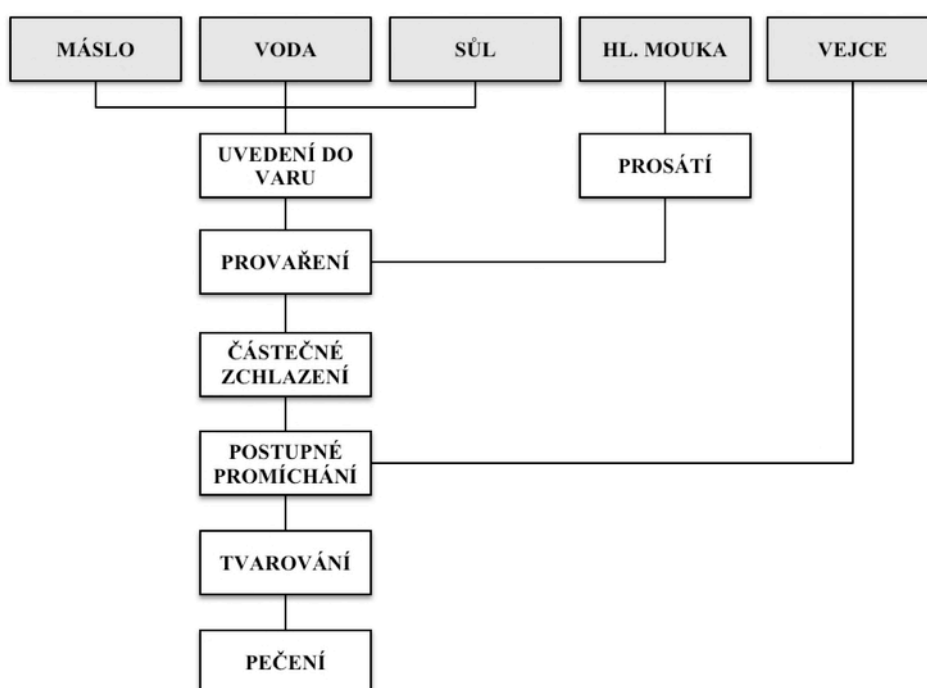 MÁSLO
VODA
SŮL
HL. MOUKA
VEJCE
UVEDENÍ DO
VARU
PROSÁTÍ
PROVAŘENÍ
ČÁSTEČNÉ
ZCHLAZENÍ
POSTUPNÉ
PROMÍCHÁNÍ
TVAROVÁNÍ
PEČENÍ